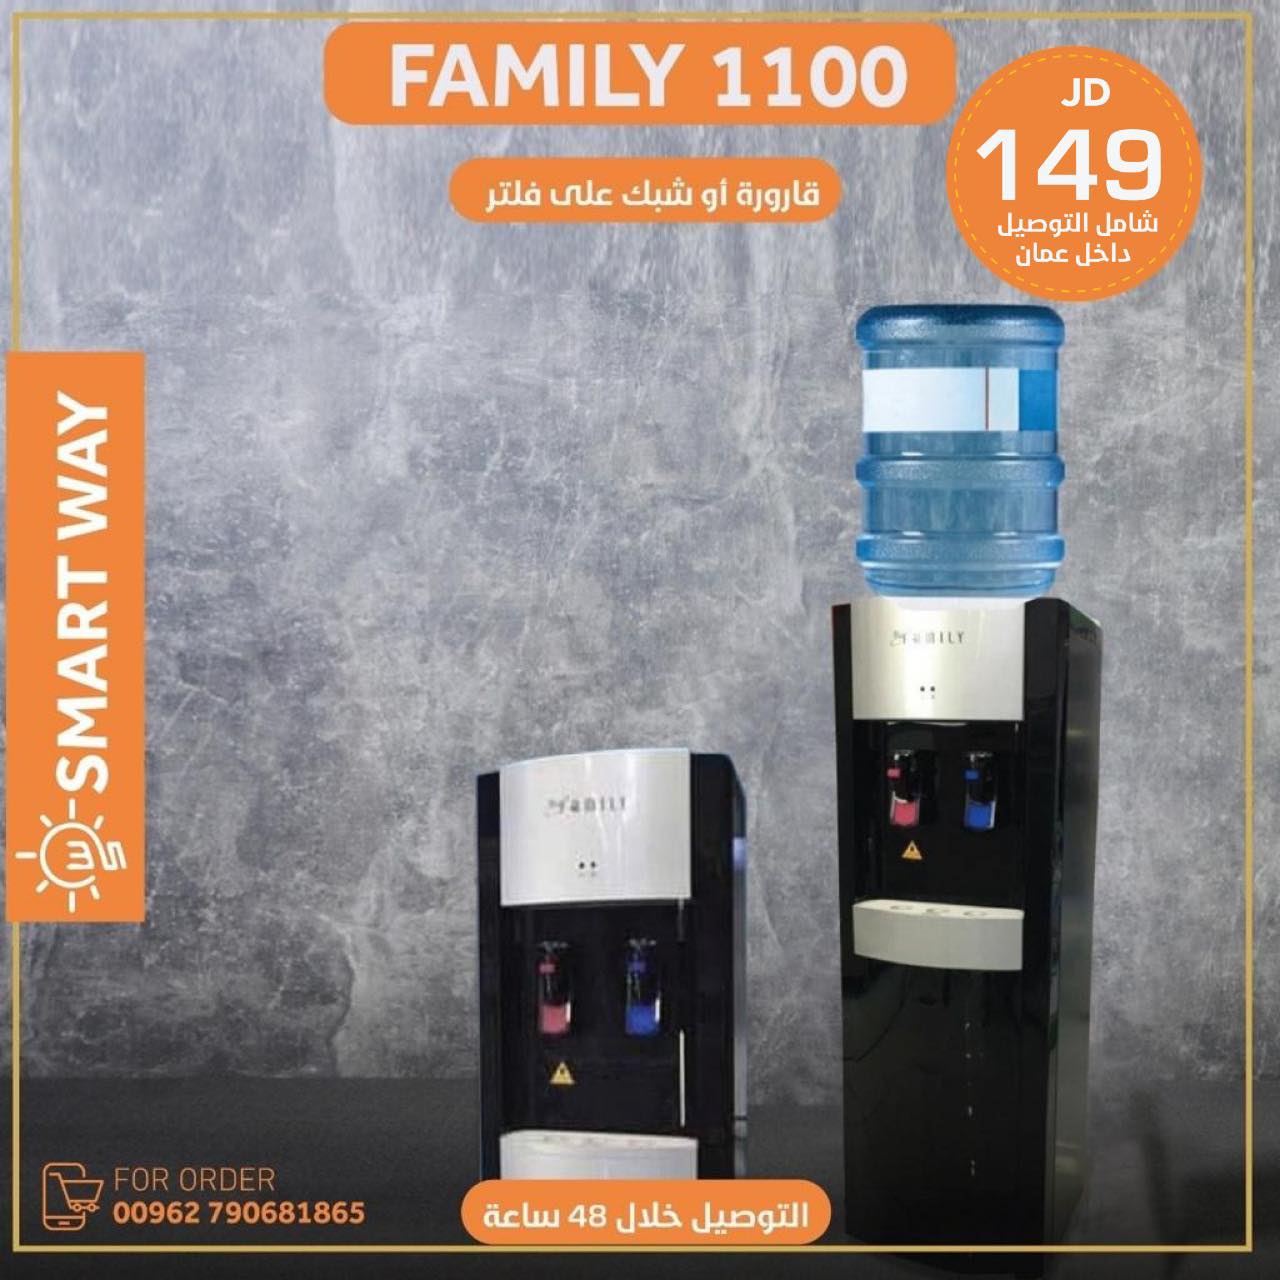 FAMILY 1100
JD
149
شامل التوصيل
داخل عمان
قارورة أو شبك على فلتر
SMART WAY
FAMILY
FAMILY
FOR ORDER
00962 790681865
التوصيل خلال 48 ساعة